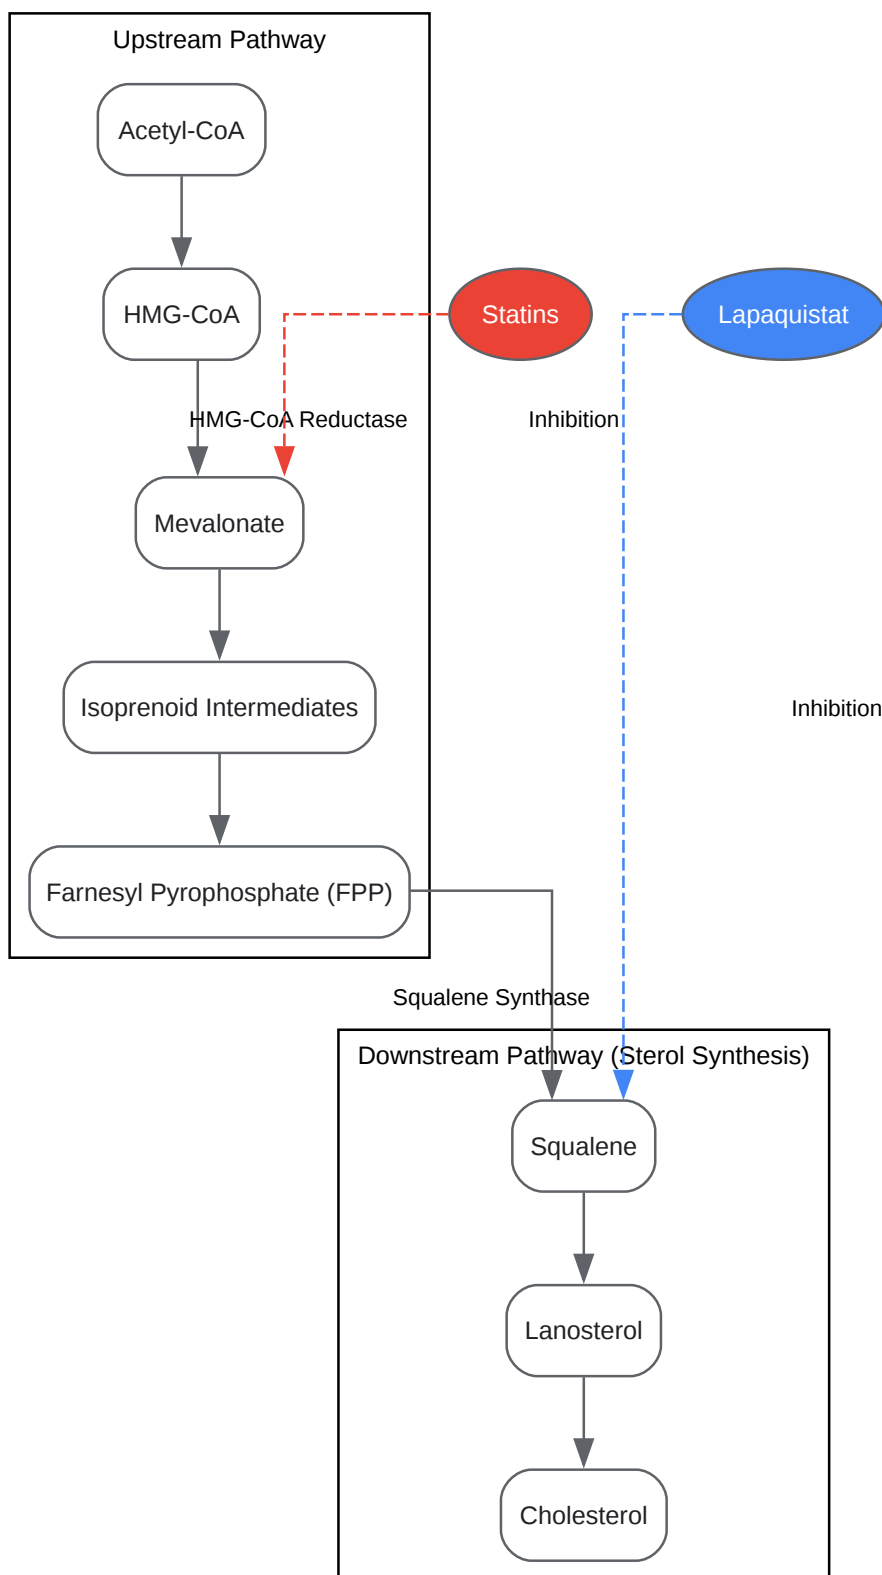 Upstream Pathway
Acetyl-CoA
HMG-CoA
Statins
Lapaquistat
HMG-CoA Reductase
Inhibition
Mevalonate
Isoprenoid Intermediates
Inhibition
Farnesyl Pyrophosphate (FPP)
Squalene Synthase
Downstream Pathway (Sterol Synthesis)
Squalene
Lanosterol
Cholesterol